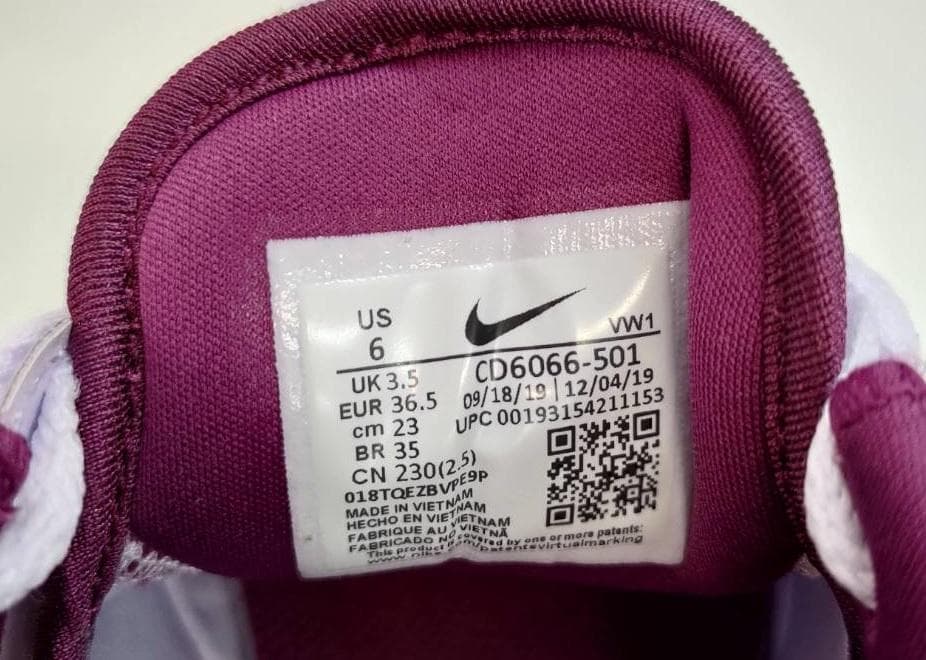 US
6
VW1
UK 3.5
EUR 36.5
cm 23
BR 35
CN 230(2.5)
CD6066-501
09/18/19 | 12/04/19
UPC 00193154211153
MADE IN VIETNAM
HECHO EN VIETNAM
FABRIQUE AU VIETNAM
FABRICADO NO VIETNÃ
This product is covered by one or more patents: